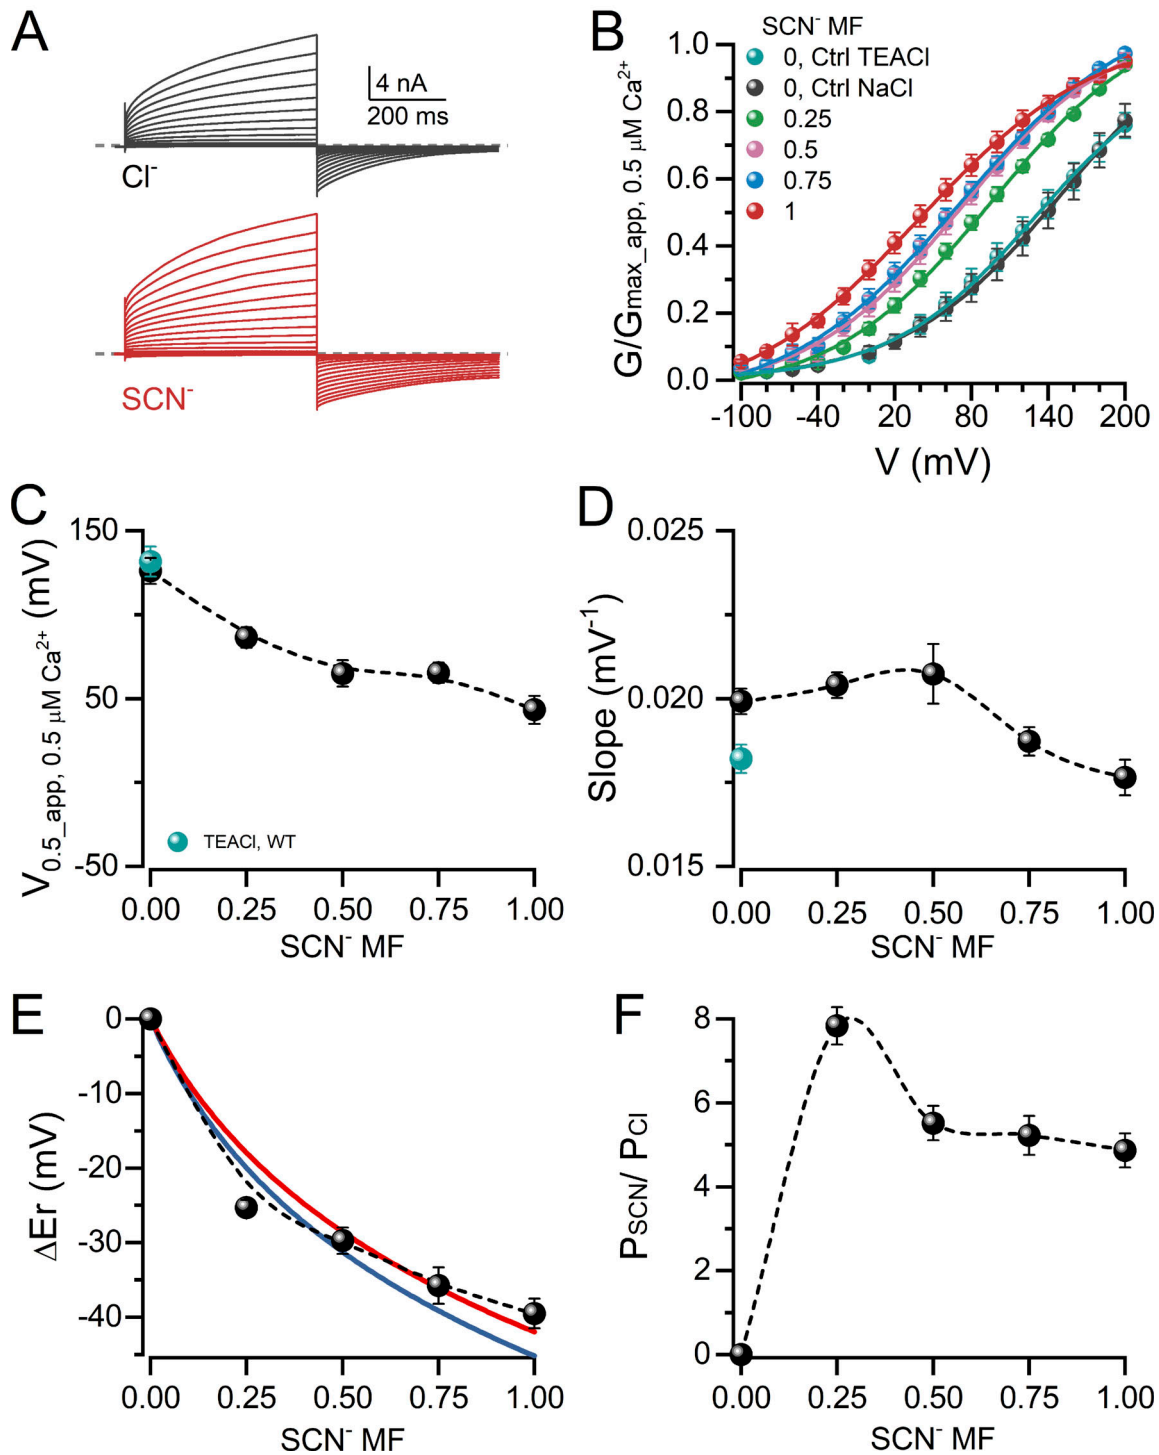 A
4 nA
200 ms
Cl⁻
SCN⁻
B
SCN⁻ MF
0, Ctrl TEACl
0, Ctrl NaCl
0.25
0.5
0.75
1
G/Gmax_app, 0.5 μM Ca²⁺
1.0
0.8
0.6
0.4
0.2
0.0
-100 -40 20 80 140 200
V (mV)
C
V0.5_app, 0.5 μM Ca²⁺ (mV)
150
50
-50
TEACl, WT
0.00 0.25 0.50 0.75 1.00
SCN⁻ MF
D
Slope (mV⁻¹)
0.025
0.020
0.015
0.00 0.25 0.50 0.75 1.00
SCN⁻ MF
E
ΔEr (mV)
0
-10
-20
-30
-40
0.00 0.25 0.50 0.75 1.00
SCN⁻ MF
F
PSCN/ PCl
8
6
4
2
0
0.00 0.25 0.50 0.75 1.00
SCN⁻ MF